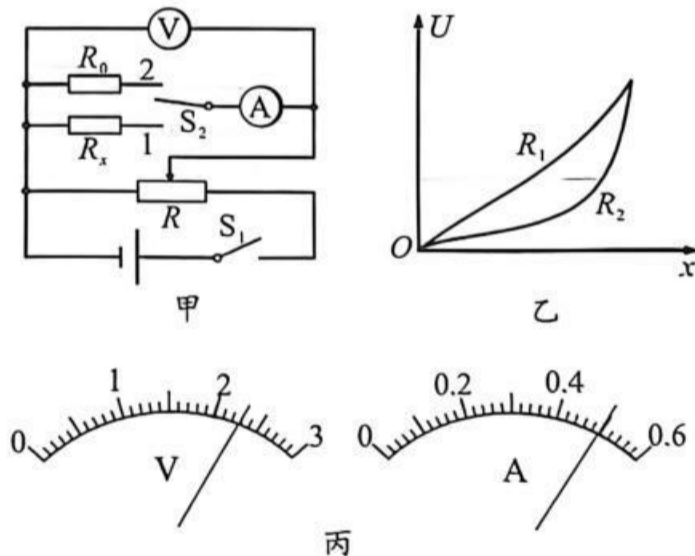 V
R₀ 2
S₂ A
Rₓ 1
R
S₁
甲
U
R₁
R₂
O
x
乙
0 1 2 3
V
0 0.2 0.4 0.6
A
丙